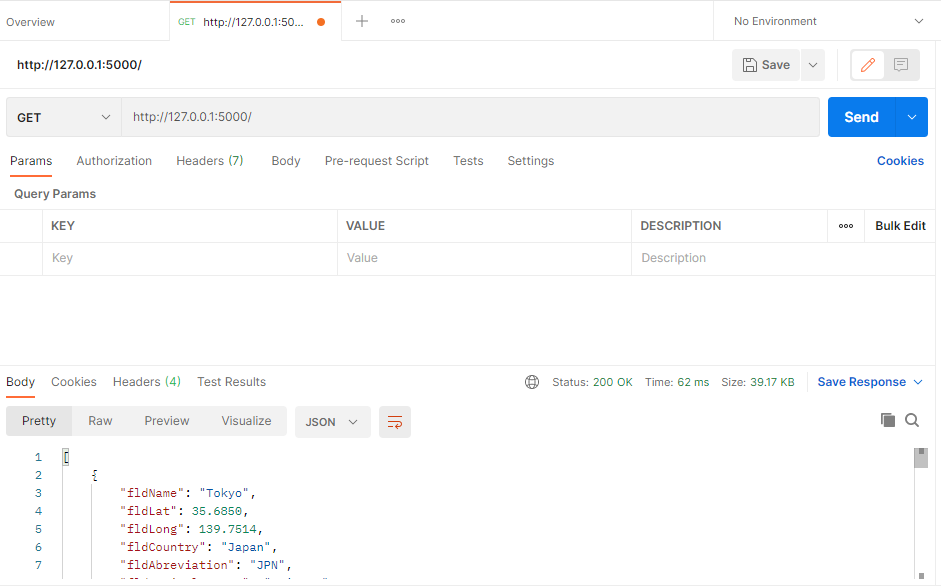 Overview GET http://127.0.0.1:50... No Environment
http://127.0.0.1:5000/ Save
GET http://127.0.0.1:5000/ Send
Params Authorization Headers (7) Body Pre-request Script Tests Settings Cookies
Query Params
KEY VALUE DESCRIPTION Bulk Edit
Key Value Description
Body Cookies Headers (4) Test Results Status: 200 OK Time: 62 ms Size: 39.17 KB Save Response
Pretty Raw Preview Visualize JSON
1 [
2 {
3 "fldName": "Tokyo",
4 "fldLat": 35.6850,
5 "fldLong": 139.7514,
6 "fldCountry": "Japan",
7 "fldAbreviation": "JPN",